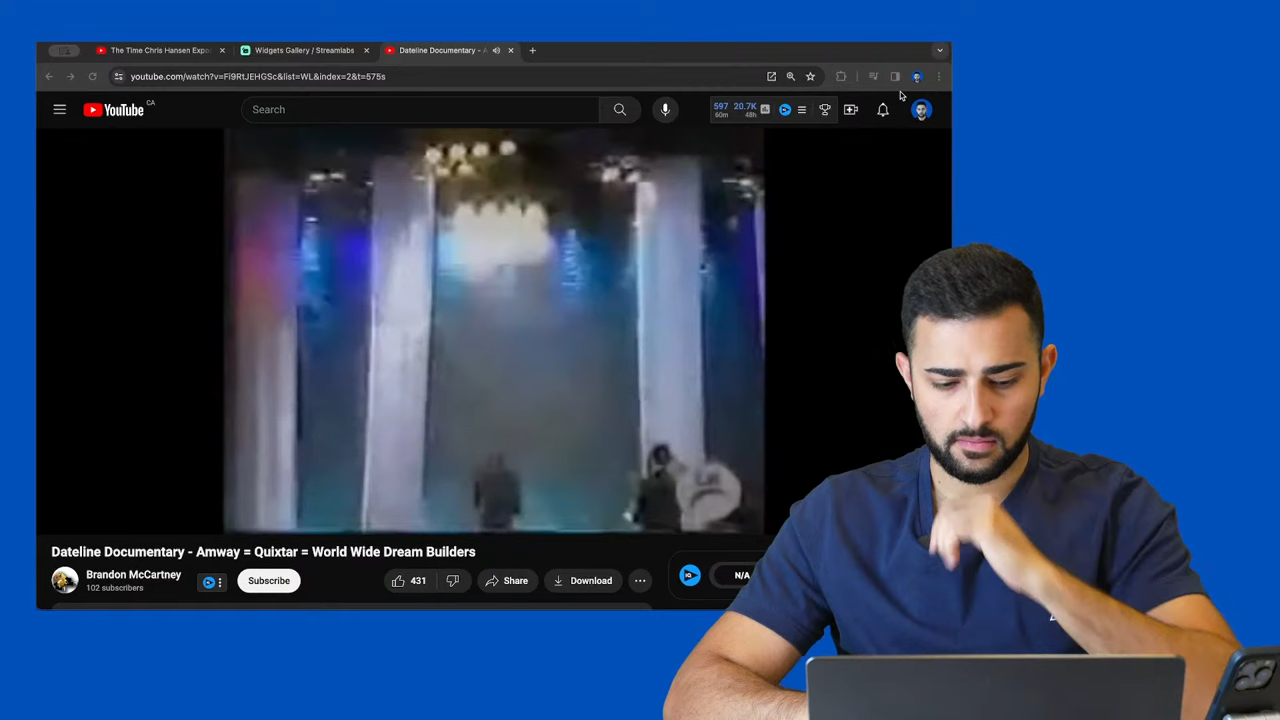 The Time Chris Hansen Expo
Widgets Gallery / Streamlabs
Dateline Documentary - A
youtube.com/watch?v=Fi9RtJEHGSc&list=WL&index=2&t=575s
YouTube CA
Search
597 60m 20.7K 48h
Dateline Documentary - Amway = Quixtar = World Wide Dream Builders
Brandon McCartney
102 subscribers
Subscribe
431
Share
Download
IQ
N/A